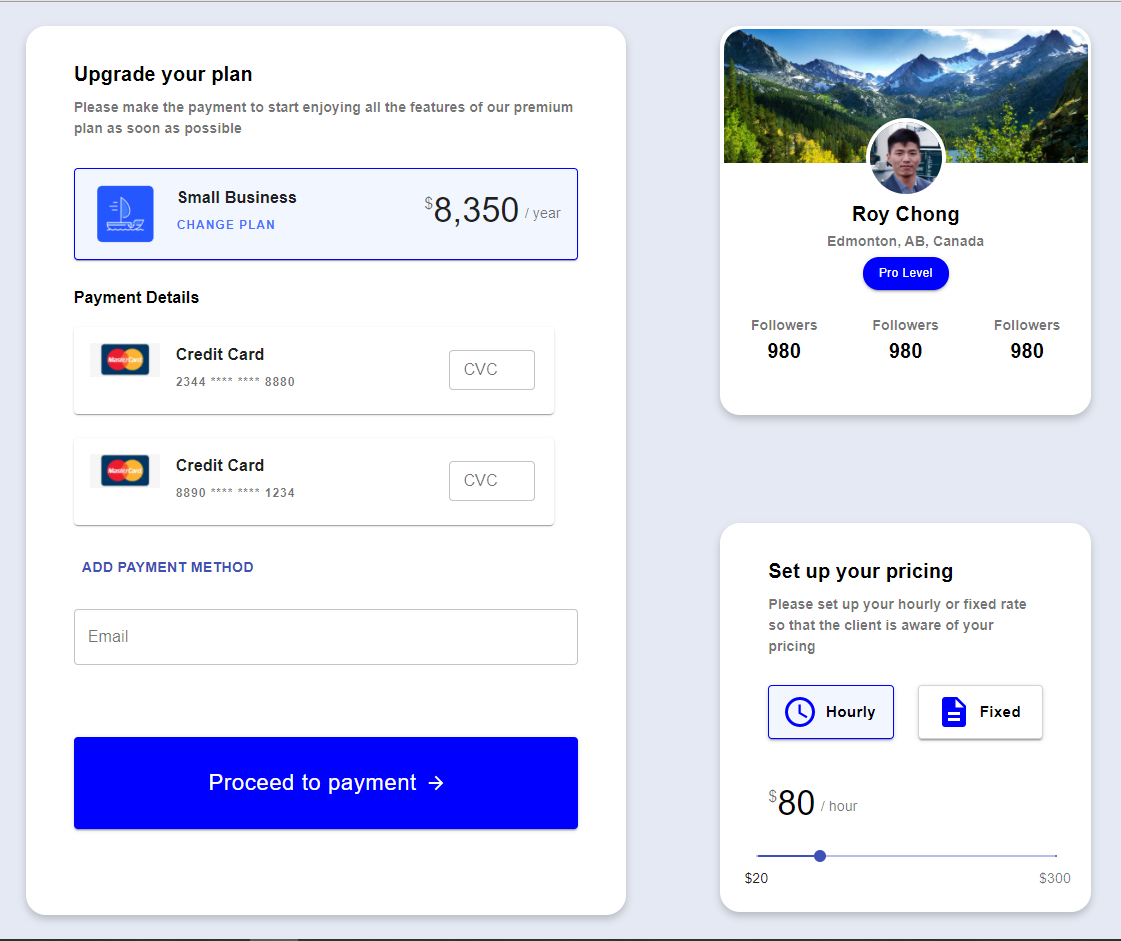 Upgrade your plan
Please make the payment to start enjoying all the features of our premium
plan as soon as possible
Small Business
CHANGE PLAN
$8,350 / year
Payment Details
MasterCard
Credit Card
2344 **** **** 8880
CVC
MasterCard
Credit Card
8890 **** **** 1234
CVC
ADD PAYMENT METHOD
Email
Proceed to payment →
Roy Chong
Edmonton, AB, Canada
Pro Level
Followers Followers Followers
980 980 980
Set up your pricing
Please set up your hourly or fixed rate
so that the client is aware of your
pricing
Hourly Fixed
$80 / hour
$20 $300